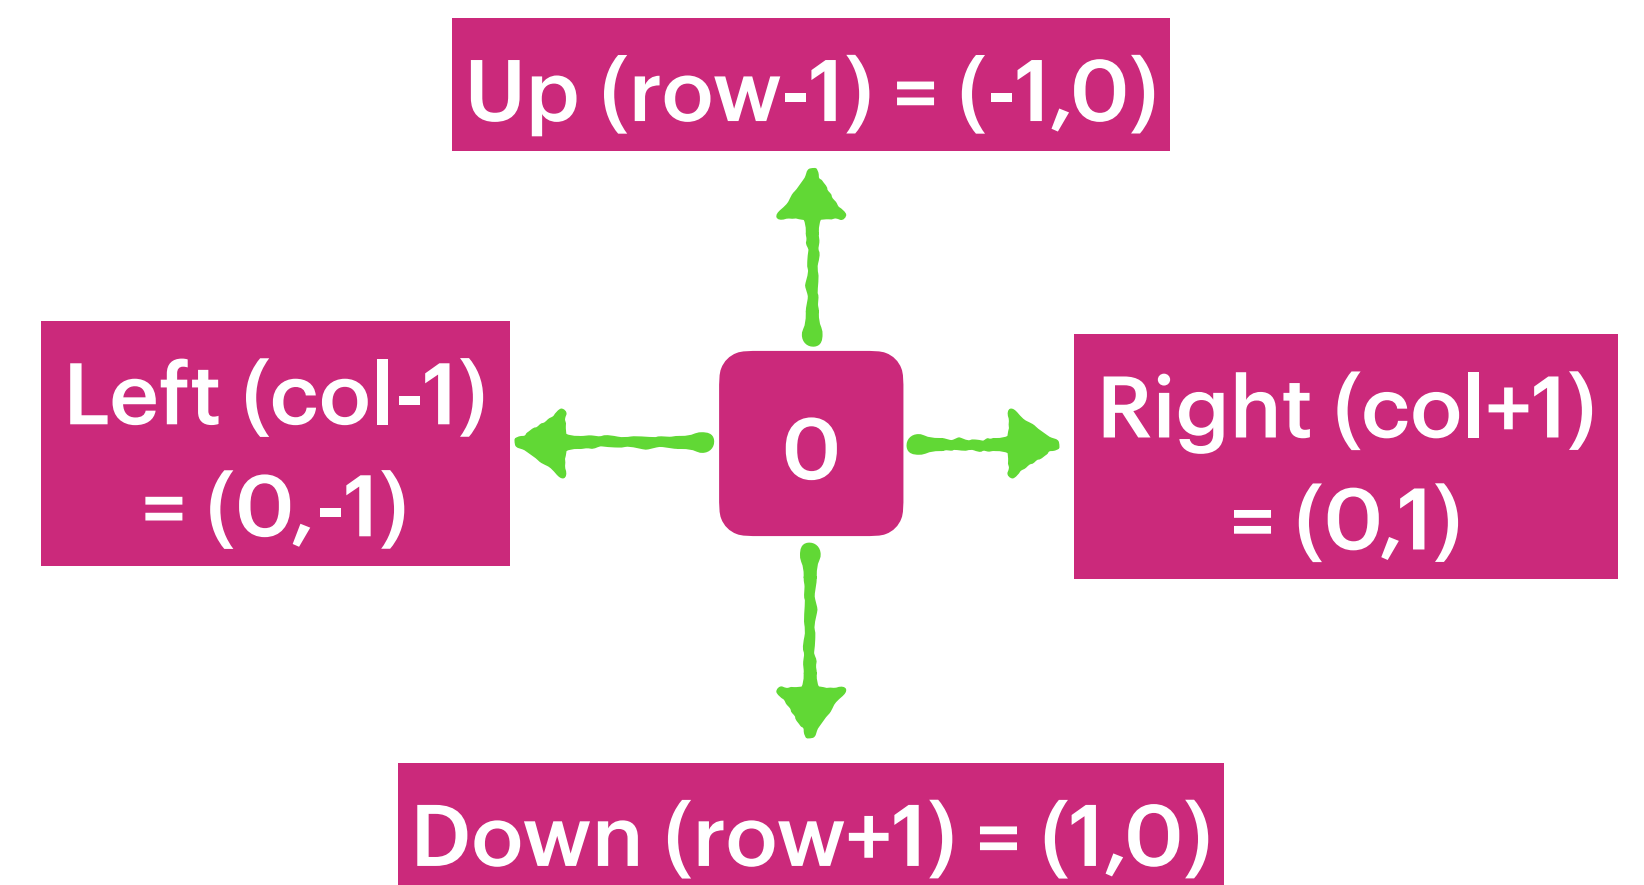 Up (row-1) = (-1,0)
Left (col-1)
= (0,-1)
0
Right (col+1)
= (0,1)
Down (row+1) = (1,0)